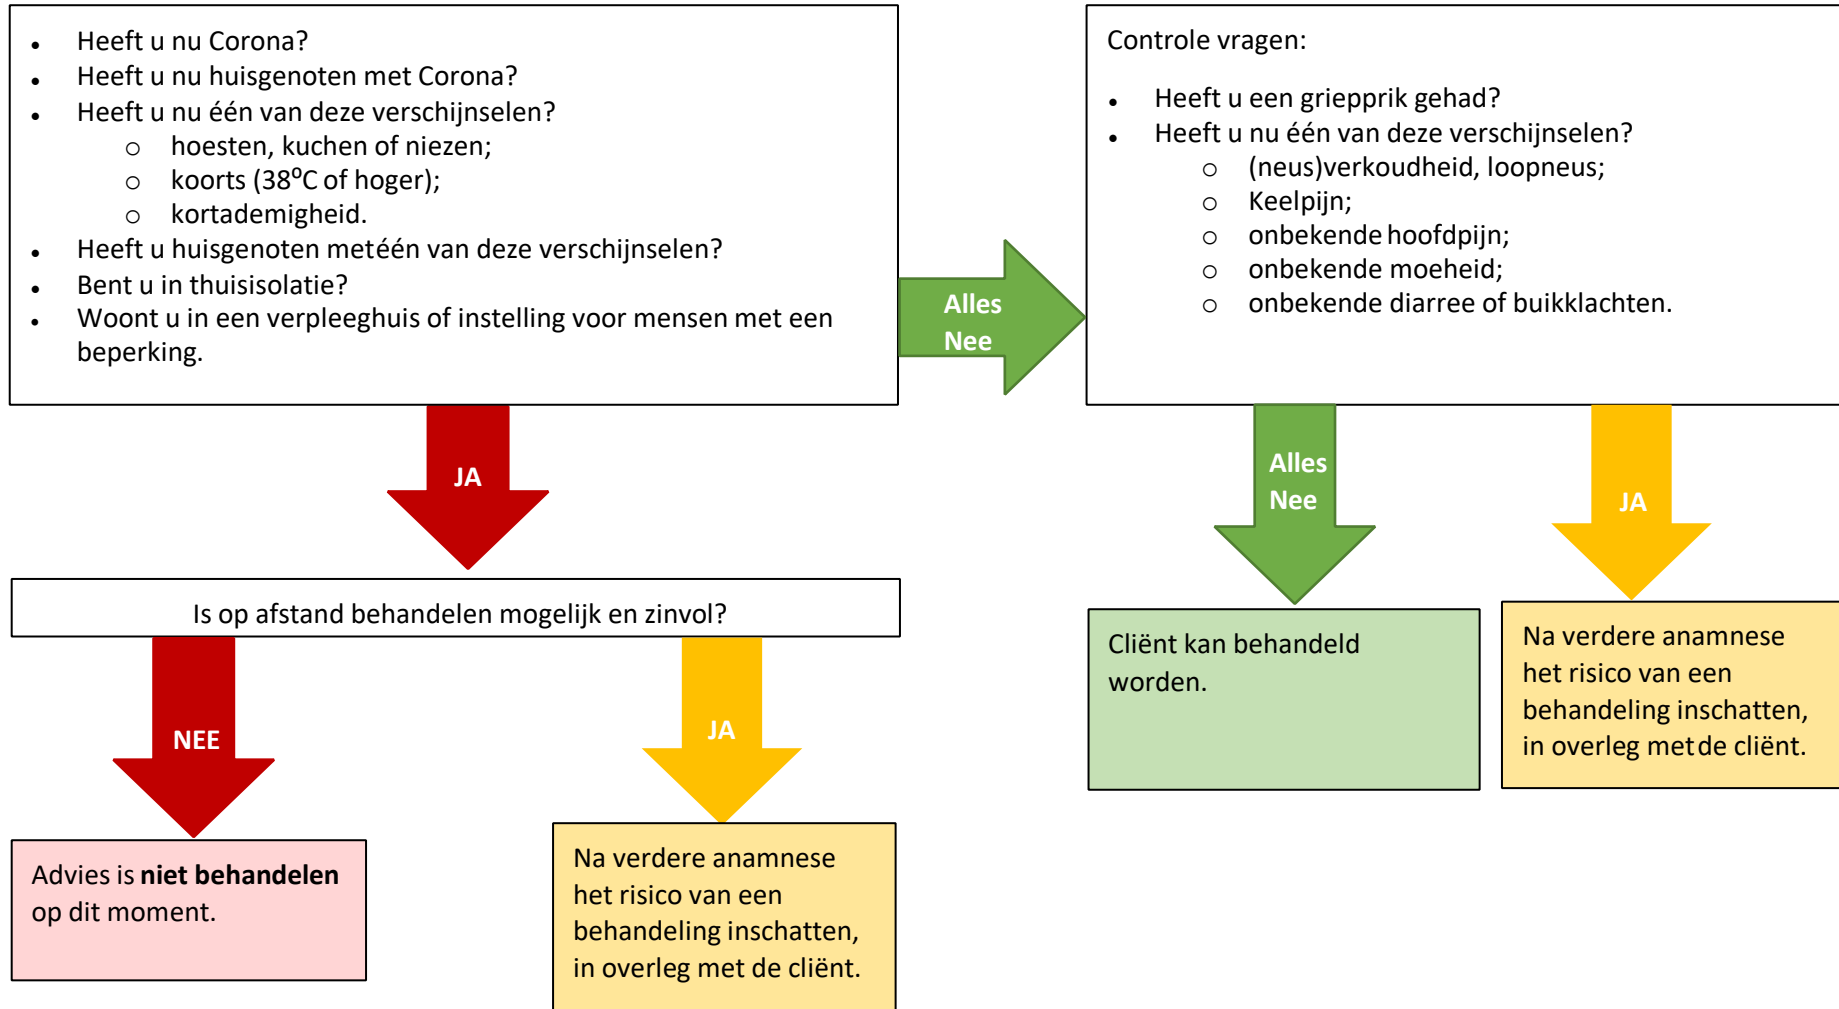 • Heeft u nu Corona?
• Heeft u nu huisgenoten met Corona?
• Heeft u nu één van deze verschijnselen?
o hoesten, kuchen of niezen;
o koorts (38⁰C of hoger);
o kortademigheid.
• Heeft u huisgenoten metéén van deze verschijnselen?
• Bent u in thuisisolatie?
• Woont u in een verpleeghuis of instelling voor mensen met een
beperking.
Alles
Nee
Controle vragen:
• Heeft u een griepprik gehad?
• Heeft u nu één van deze verschijnselen?
o (neus)verkoudheid, loopneus;
o Keelpijn;
o onbekende hoofdpijn;
o onbekende moeheid;
o onbekende diarree of buikklachten.
JA
Alles
Nee
JA
Is op afstand behandelen mogelijk en zinvol?
Cliënt kan behandeld
worden.
Na verdere anamnese
het risico van een
behandeling inschatten,
in overleg metde cliënt.
NEE
JA
Advies is niet behandelen
op dit moment.
Na verdere anamnese
het risico van een
behandeling inschatten,
in overleg met de cliënt.